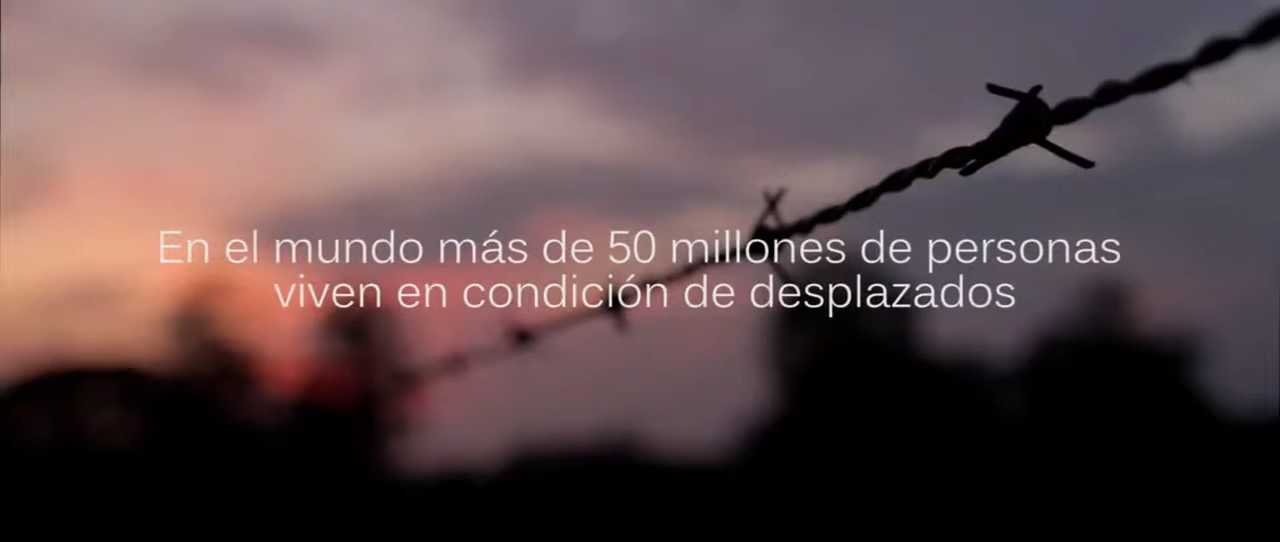 En el mundo más de 50 millones de personas
viven en condición de desplazados